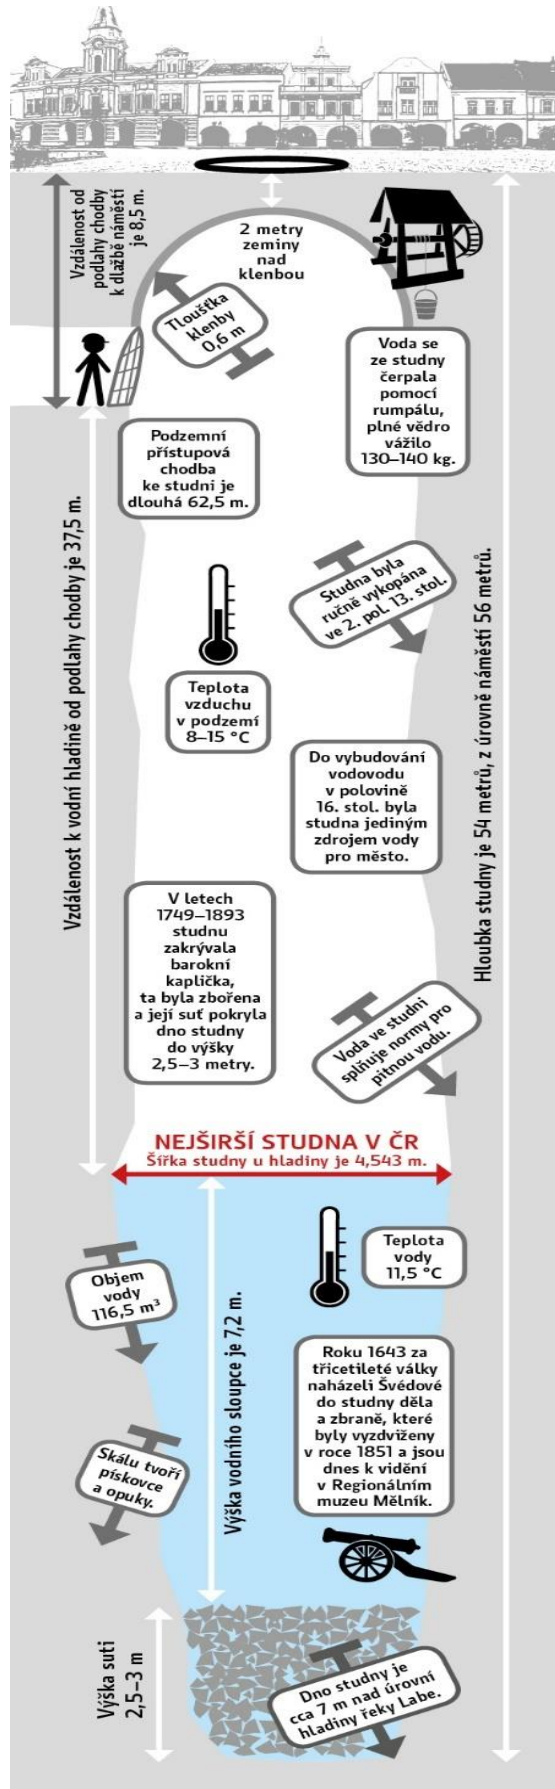 Vzdálenost od
podlahy chodby
k dlažbě náměstí
je 8,5 m.
2 metry
zeminy
nad
klenbou
Tloušťka
klenby
0,6 m
Voda se
ze studny
čerpala
pomocí
rumpálu,
plné vědro
vážilo
130–140 kg.
Podzemní
přístupová
chodba
ke studni je
dlouhá 62,5 m.
Vzdálenost k vodní hladině od podlahy chodby je 37,5 m.
Studna byla
ručně vykopána
ve 2. pol. 13. stol.
Hloubka studny je 54 metrů, z úrovně náměstí 56 metrů.
Teplota
vzduchu
v podzemí
8–15 °C
Do vybudování
vodovodu
v polovině
16. stol. byla
studna jediným
zdrojem vody
pro město.
V letech
1749–1893
studnu
zakrývala
barokní
kaplička,
ta byla zbořena
a její suť pokryla
dno studny
do výšky
2,5–3 metry.
Voda ve studni
splňuje normy pro
pitnou vodu.
NEJŠIRŠÍ STUDNA V ČR
Šířka studny u hladiny je 4,543 m.
Teplota
vody
11,5 °C
Objem
vody
116,5 m³
Výška vodního sloupce je 7,2 m.
Roku 1643 za
třicetileté války
naházeli Švédové
do studny děla
a zbraně, které
byly vyzdviženy
v roce 1851 a jsou
dnes k vidění
v Regionálním
muzeu Mělník.
Skálu tvoří
pískovce
a opuky.
Výška suti
2,5–3 m
Dno studny je
cca 7 m nad úrovní
hladiny řeky Labe.